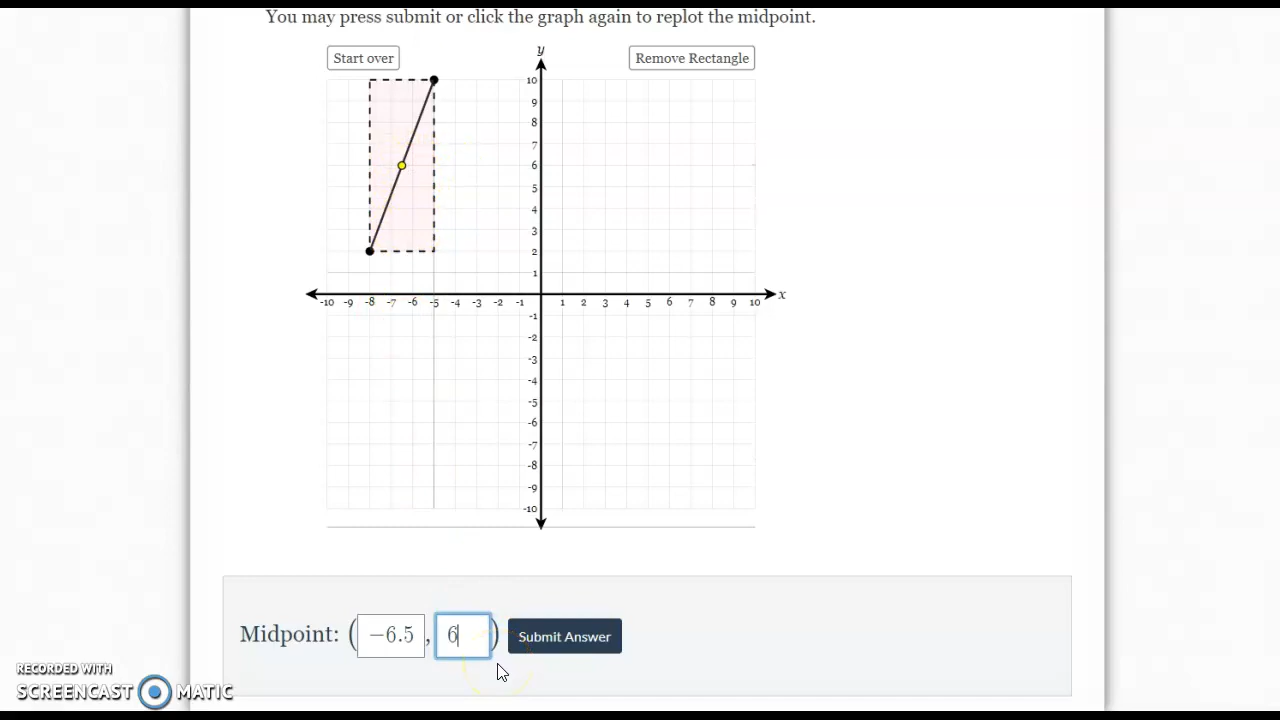 You may press submit or click the graph again to replot the midpoint.
Start over
y
Remove Rectangle
10
9
8
7
6
5
4
3
2
1
-10 -9 -8 -7 -6 -5 -4 -3 -2 -1 1 2 3 4 5 6 7 8 9 10 x
-1
-2
-3
-4
-5
-6
-7
-8
-9
-10
Midpoint: (−6.5, 6) Submit Answer
RECORDED WITH
SCREENCAST MATIC